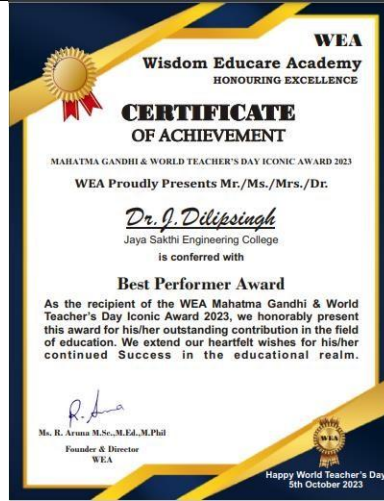 WEA
Wisdom Educare Academy
HONOURING EXCELLENCE
CERTIFICATE
OF ACHIEVEMENT
MAHATMA GANDHI & WORLD TEACHER'S DAY ICONIC AWARD 2023
WEA Proudly Presents Mr./Ms./Mrs./Dr.
Dr.J.Dilipsingh
Jaya Sakthi Engineering College
is conferred with
Best Performer Award
As the recipient of the WEA Mahatma Gandhi & World
Teacher's Day Iconic Award 2023, we honorably present
this award for his/her outstanding contribution in the field
of education. We extend our heartfelt wishes for his/her
continued Success in the educational realm.
R. Aruna
Ms. R. Aruna M.Sc.,M.Ed.,M.Phil
Founder & Director
WEA
WEA
Happy World Teacher's Day
5th October 2023